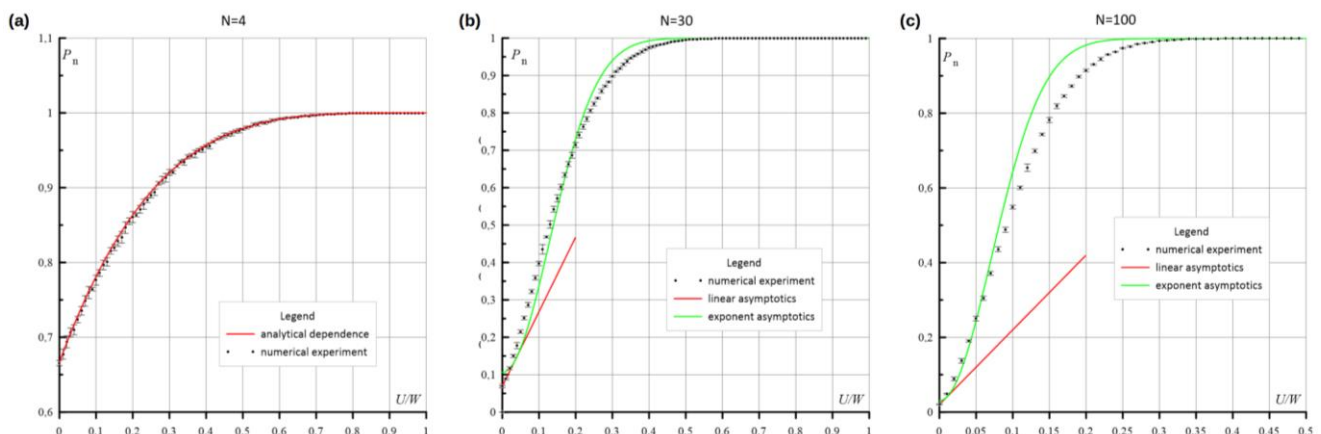 (a)
N=4
P n
1.1
1
0.9
0.8
0.7
0.6
0 0.1 0.2 0.3 0.4 0.5 0.6 0.7 0.8 0.9 1
U/W
Legend
analytical dependence
numerical experiment
(b)
N=30
P n
1
0,9
0,8
0,7
0,6
0,5
0,4
0,3
0,2
0,1
0
0 0.1 0.2 0.3 0.4 0.5 0.6 0.7 0.8 0.9 1
U/W
Legend
numerical experiment
linear asymptotics
exponent asymptotics
(c)
N=100
P n
1
0.8
0.6
0.4
0.2
0
0 0.05 0.1 0.15 0.2 0.25 0.3 0.35 0.4 0.45 0.5
U/W
Legend
numerical experiment
linear asymptotics
exponent asymptotics